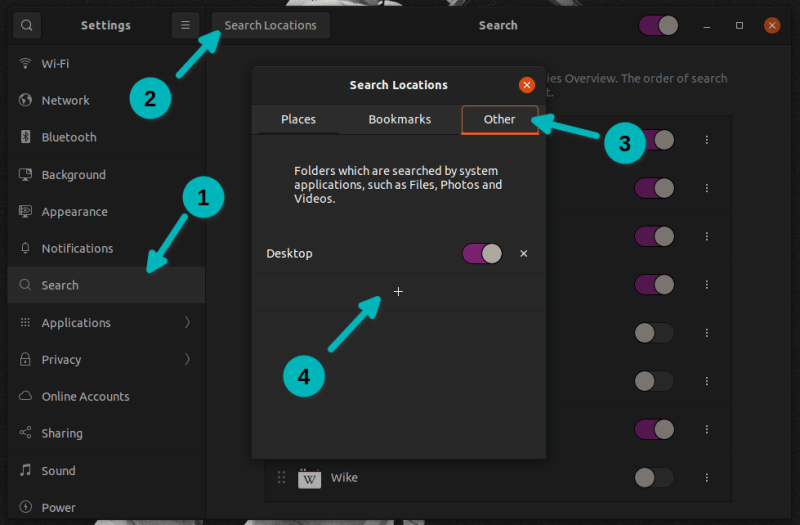 Settings
Search Locations
Search
Wi-Fi
Network
Bluetooth
Background
Appearance
Notifications
Search
Applications
Privacy
Online Accounts
Sharing
Sound
Power
ies Overview. The order of search
t.
Search Locations
Places
Bookmarks
Other
Folders which are searched by system
applications, such as Files, Photos and
Videos.
Desktop
W
Wike
1
2
3
4